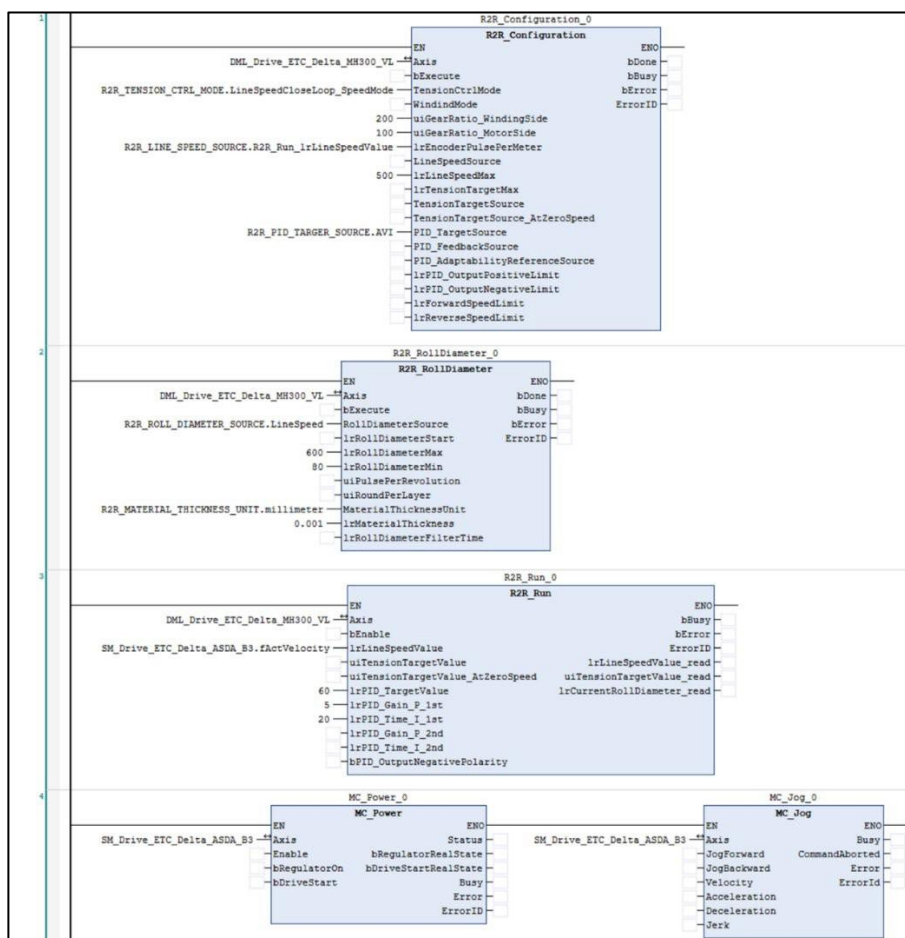 1
R2R_Configuration_0
R2R_Configuration
EN ENO
DML_Drive_ETC_Delta_MH300_VL Axis bDone
bExecute bBusy
R2R_TENSION_CTRL_MODE.LineSpeedCloseLoop_SpeedMode TensionCtrlMode bError
WindindMode ErrorID
200 uiGearRatio_WindingSide
100 uiGearRatio_MotorSide
R2R_LINE_SPEED_SOURCE.R2R_Run_lrLineSpeedValue lrEncoderPulsePerMeter
LineSpeedSource
500 lrLineSpeedMax
lrTensionTargetMax
TensionTargetSource
TensionTargetSource_AtZeroSpeed
R2R_PID_TARGER_SOURCE.AVI PID_TargetSource
PID_FeedbackSource
PID_AdaptabilityReferenceSource
lrPID_OutputPositiveLimit
lrPID_OutputNegativeLimit
lrForwardSpeedLimit
lrReverseSpeedLimit
2
R2R_RollDiameter_0
R2R_RollDiameter
EN ENO
DML_Drive_ETC_Delta_MH300_VL Axis bDone
bExecute bBusy
R2R_ROLL_DIAMETER_SOURCE.LineSpeed RollDiameterSource bError
lrRollDiameterStart ErrorID
600 lrRollDiameterMax
80 lrRollDiameterMin
uiPulsePerRevolution
uiRoundPerLayer
R2R_MATERIAL_THICKNESS_UNIT.millimeter MaterialThicknessUnit
0.001 lrMaterialThickness
lrRollDiameterFilterTime
3
R2R_Run_0
R2R_Run
EN ENO
DML_Drive_ETC_Delta_MH300_VL Axis bBusy
bEnable bError
SM_Drive_ETC_Delta_ASDA_B3.fActVelocity lrLineSpeedValue ErrorID
uiTensionTargetValue lrLineSpeedValue_read
uiTensionTargetValue_AtZeroSpeed uiTensionTargetValue_read
60 lrPID_TargetValue lrCurrentRollDiameter_read
5 lrPID_Gain_P_1st
20 lrPID_Time_I_1st
lrPID_Gain_P_2nd
lrPID_Time_I_2nd
bPID_OutputNegativePolarity
4
MC_Power_0 MC_Jog_0
MC_Power MC_Jog
EN ENO EN ENO
SM_Drive_ETC_Delta_ASDA_B3 Axis Status SM_Drive_ETC_Delta_ASDA_B3 Axis Busy
Enable bRegulatorRealState JogForward CommandAborted
bRegulatorOn bDriveStartRealState JogBackward Error
bDriveStart Busy Velocity ErrorId
Error Acceleration
ErrorID Deceleration
Jerk